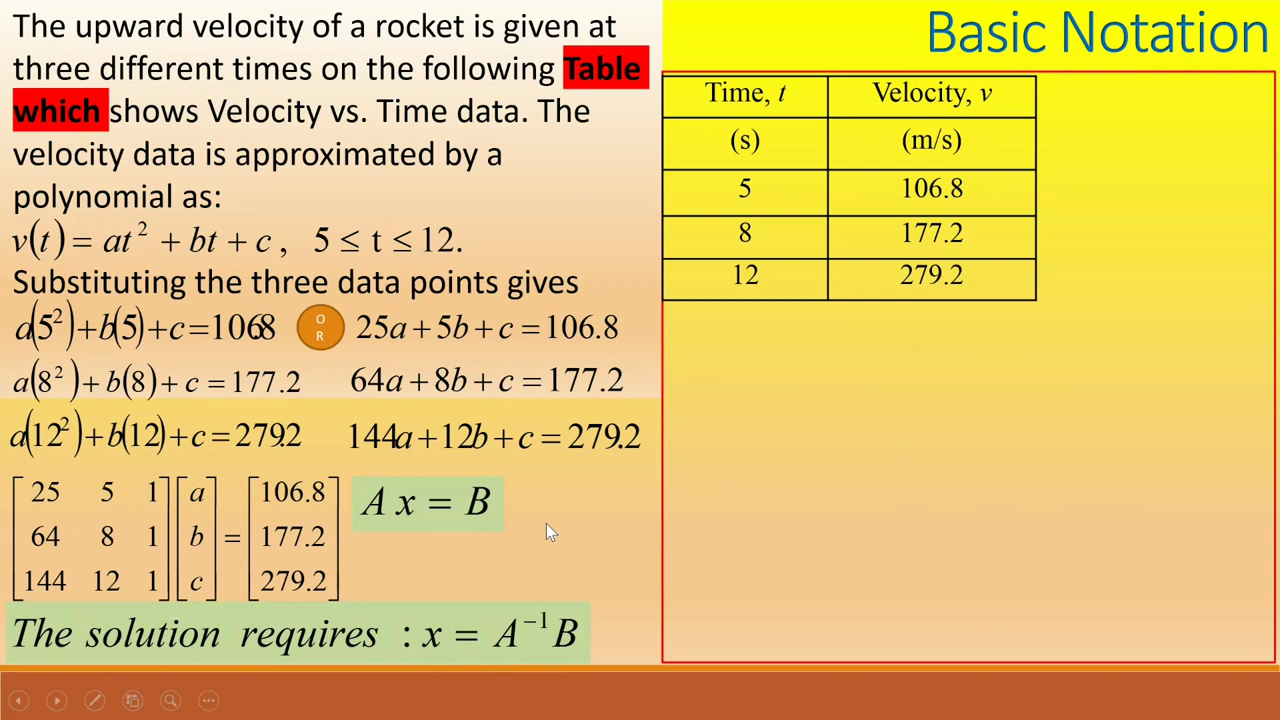 The upward velocity of a rocket is given at
three different times on the following Table
which shows Velocity vs. Time data. The
velocity data is approximated by a
polynomial as:
v(t) = at² + bt + c , 5 ≤ t ≤ 12.
Substituting the three data points gives
a(5²)+b(5)+c=106.8 OR 25a+5b+c=106.8
a(8²)+b(8)+c=177.2 64a+8b+c=177.2
a(12²)+b(12)+c=279.2 144a+12b+c=279.2
[25 5 1] [a] [106.8] A x = B
[64 8 1] [b] = [177.2]
[144 12 1] [c] [279.2]
The solution requires : x = A⁻¹B
Basic Notation
Time, t Velocity, v
(s) (m/s)
5 106.8
8 177.2
12 279.2